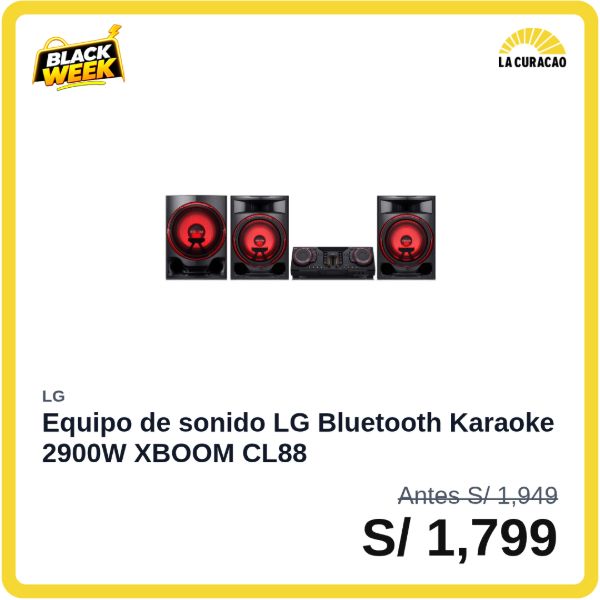 BLACK
WEEK
LA CURACAO
LG
Equipo de sonido LG Bluetooth Karaoke
2900W XBOOM CL88
Antes S/ 1,949
S/ 1,799